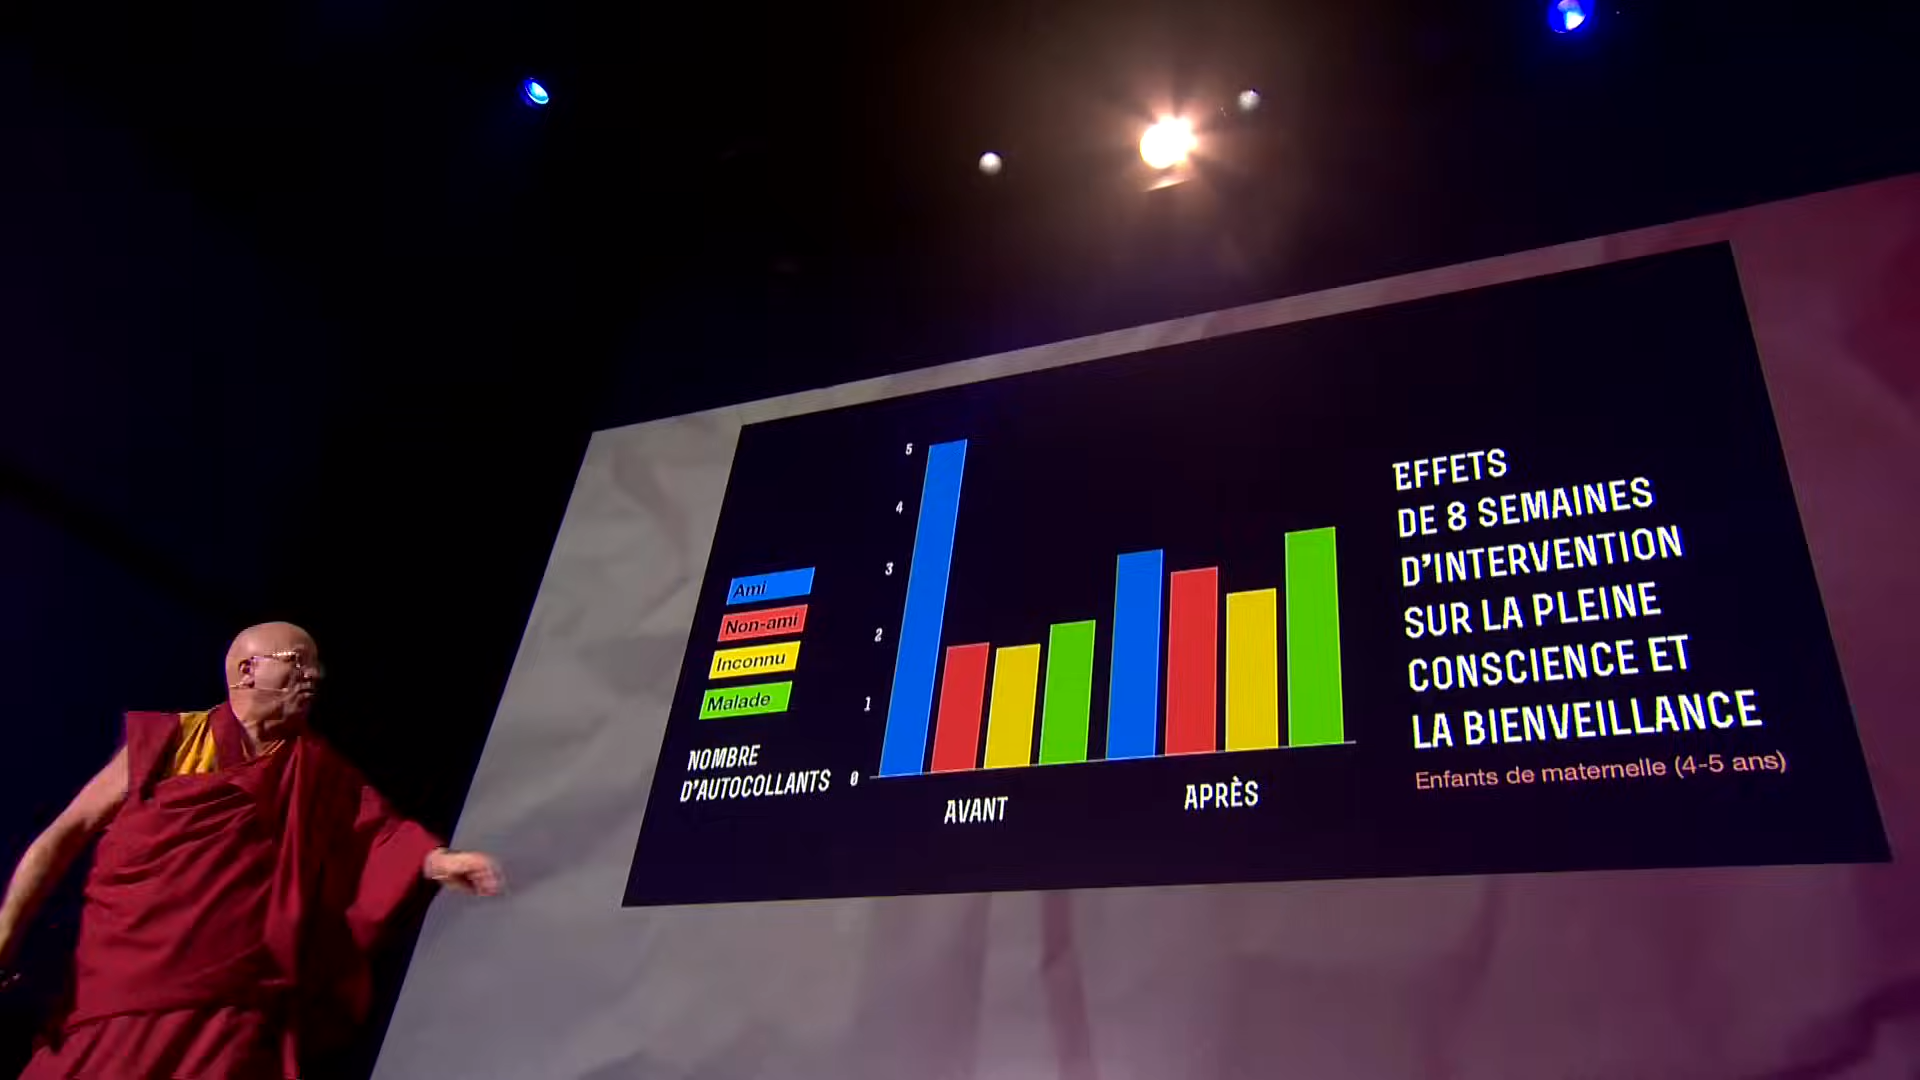 5
4
3
2
1
0
Ami
Non-ami
Inconnu
Malade
NOMBRE
D'AUTOCOLLANTS
AVANT
APRÈS
EFFETS
DE 8 SEMAINES
D'INTERVENTION
SUR LA PLEINE
CONSCIENCE ET
LA BIENVEILLANCE
Enfants de maternelle (4-5 ans)